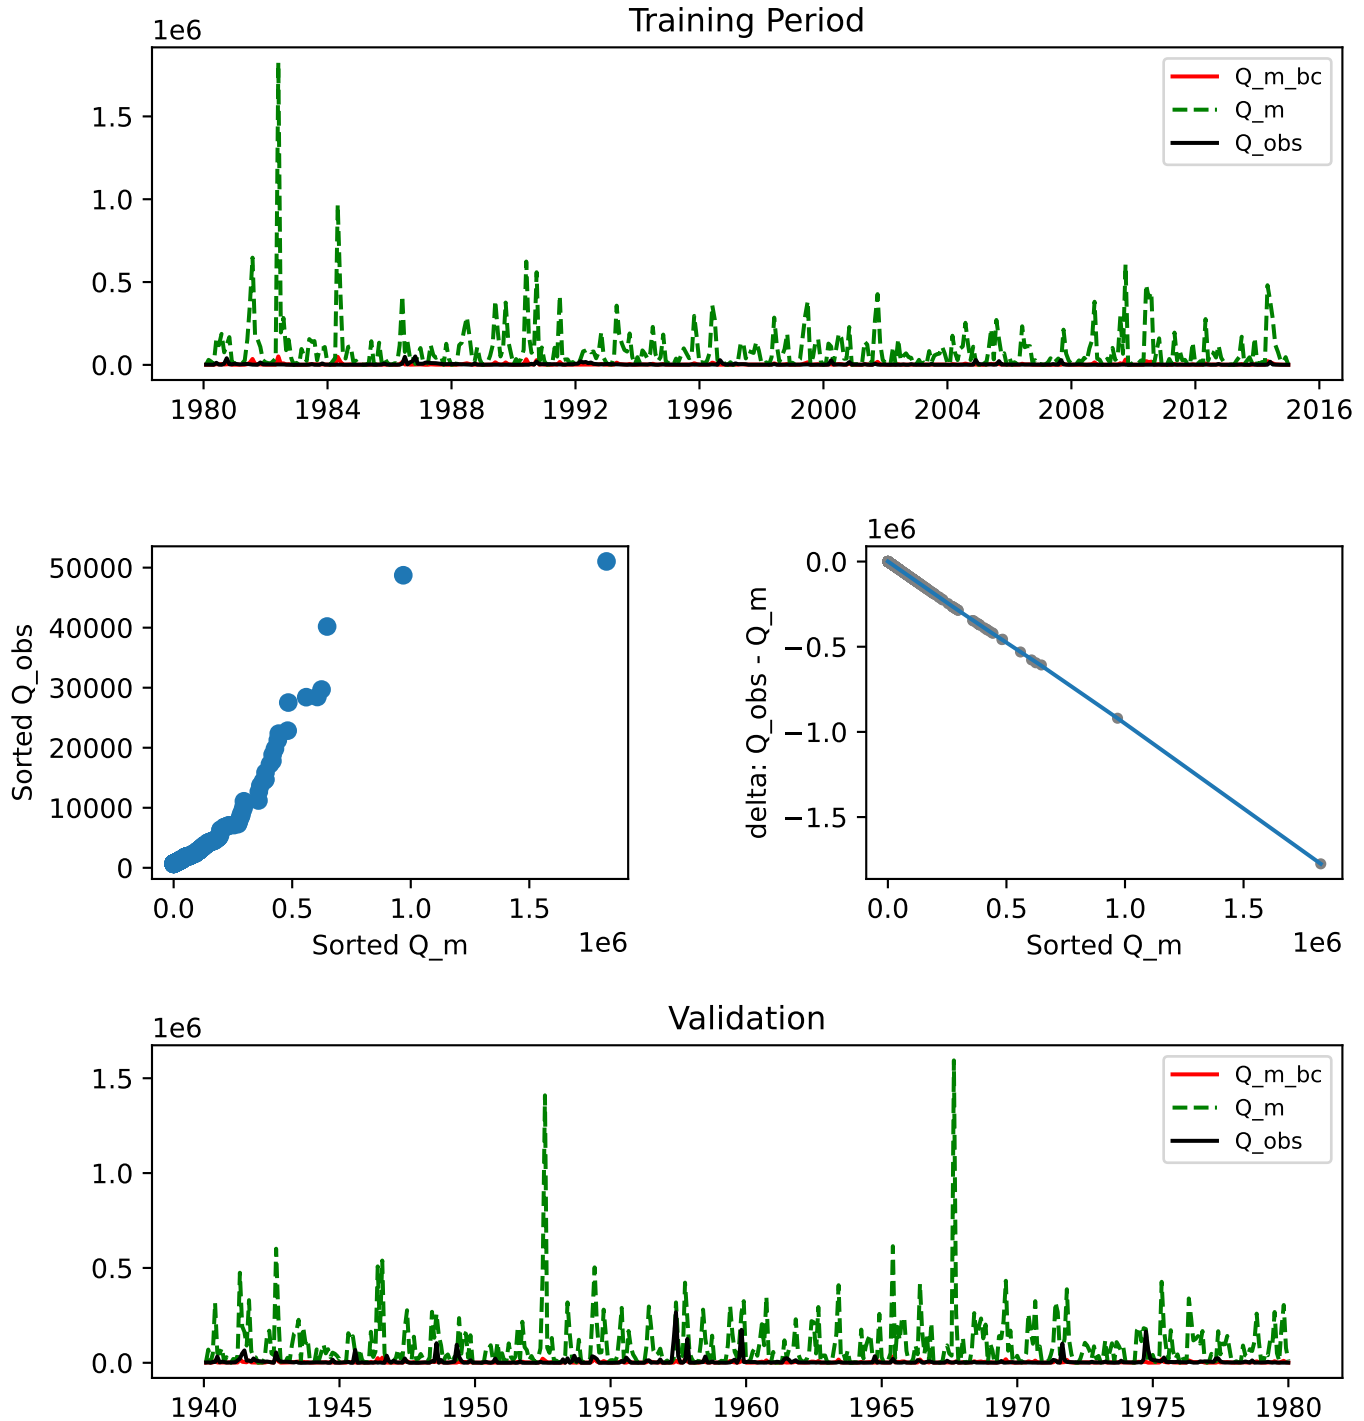 Training Period
1e6
1.5
1.0
0.5
0.0
Q_m_bc
Q_m
Q_obs
1980 1984 1988 1992 1996 2000 2004 2008 2012 2016
50000
40000
30000
20000
10000
0
Sorted Q_obs
0.0 0.5 1.0 1.5
Sorted Q_m
1e6
1e6
0.0
−0.5
−1.0
−1.5
delta: Q_obs - Q_m
0.0 0.5 1.0 1.5
Sorted Q_m
1e6
Validation
1e6
1.5
1.0
0.5
0.0
Q_m_bc
Q_m
Q_obs
1940 1945 1950 1955 1960 1965 1970 1975 1980